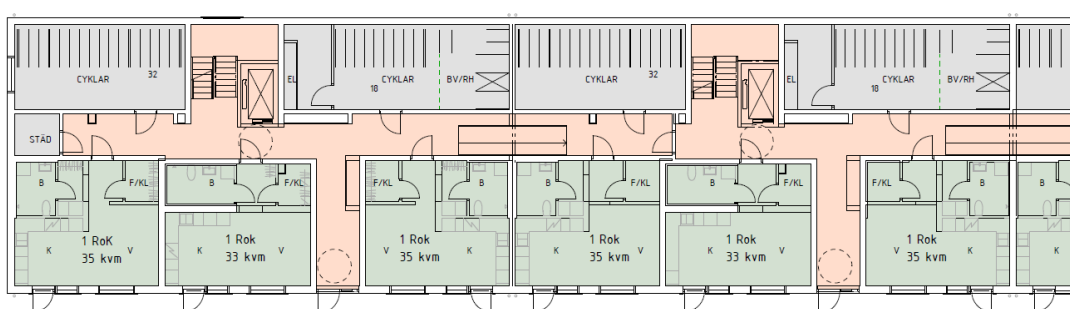 CYKLAR
32
EL
CYKLAR
18
BV/RH
CYKLAR
32
EL
CYKLAR
18
BV/RH
STÄD
B
F/KL
B
F/KL
F/KL
B
B
F/KL
B
F/KL
F/KL
B
B
1 RoK
35 kvm
K
V
1 Rok
33 kvm
K
V
1 Rok
35 kvm
V
K
1 Rok
35 kvm
K
V
1 Rok
33 kvm
K
V
1 Rok
35 kvm
V
K
K